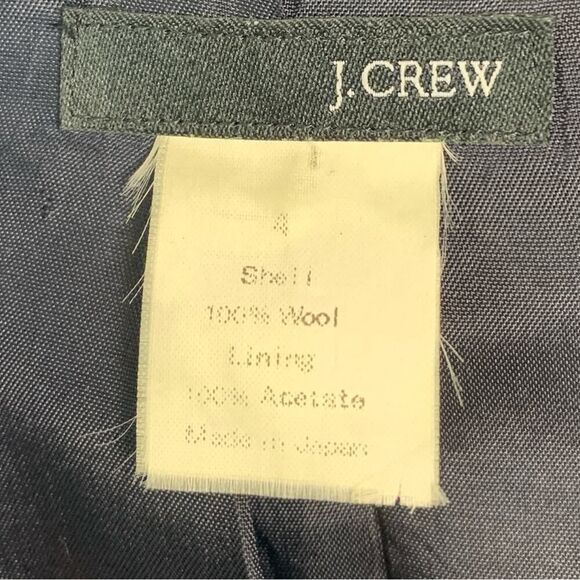 J.CREW
4
Shell
100% Wool
Lining
100% Acetate
Made in Japan